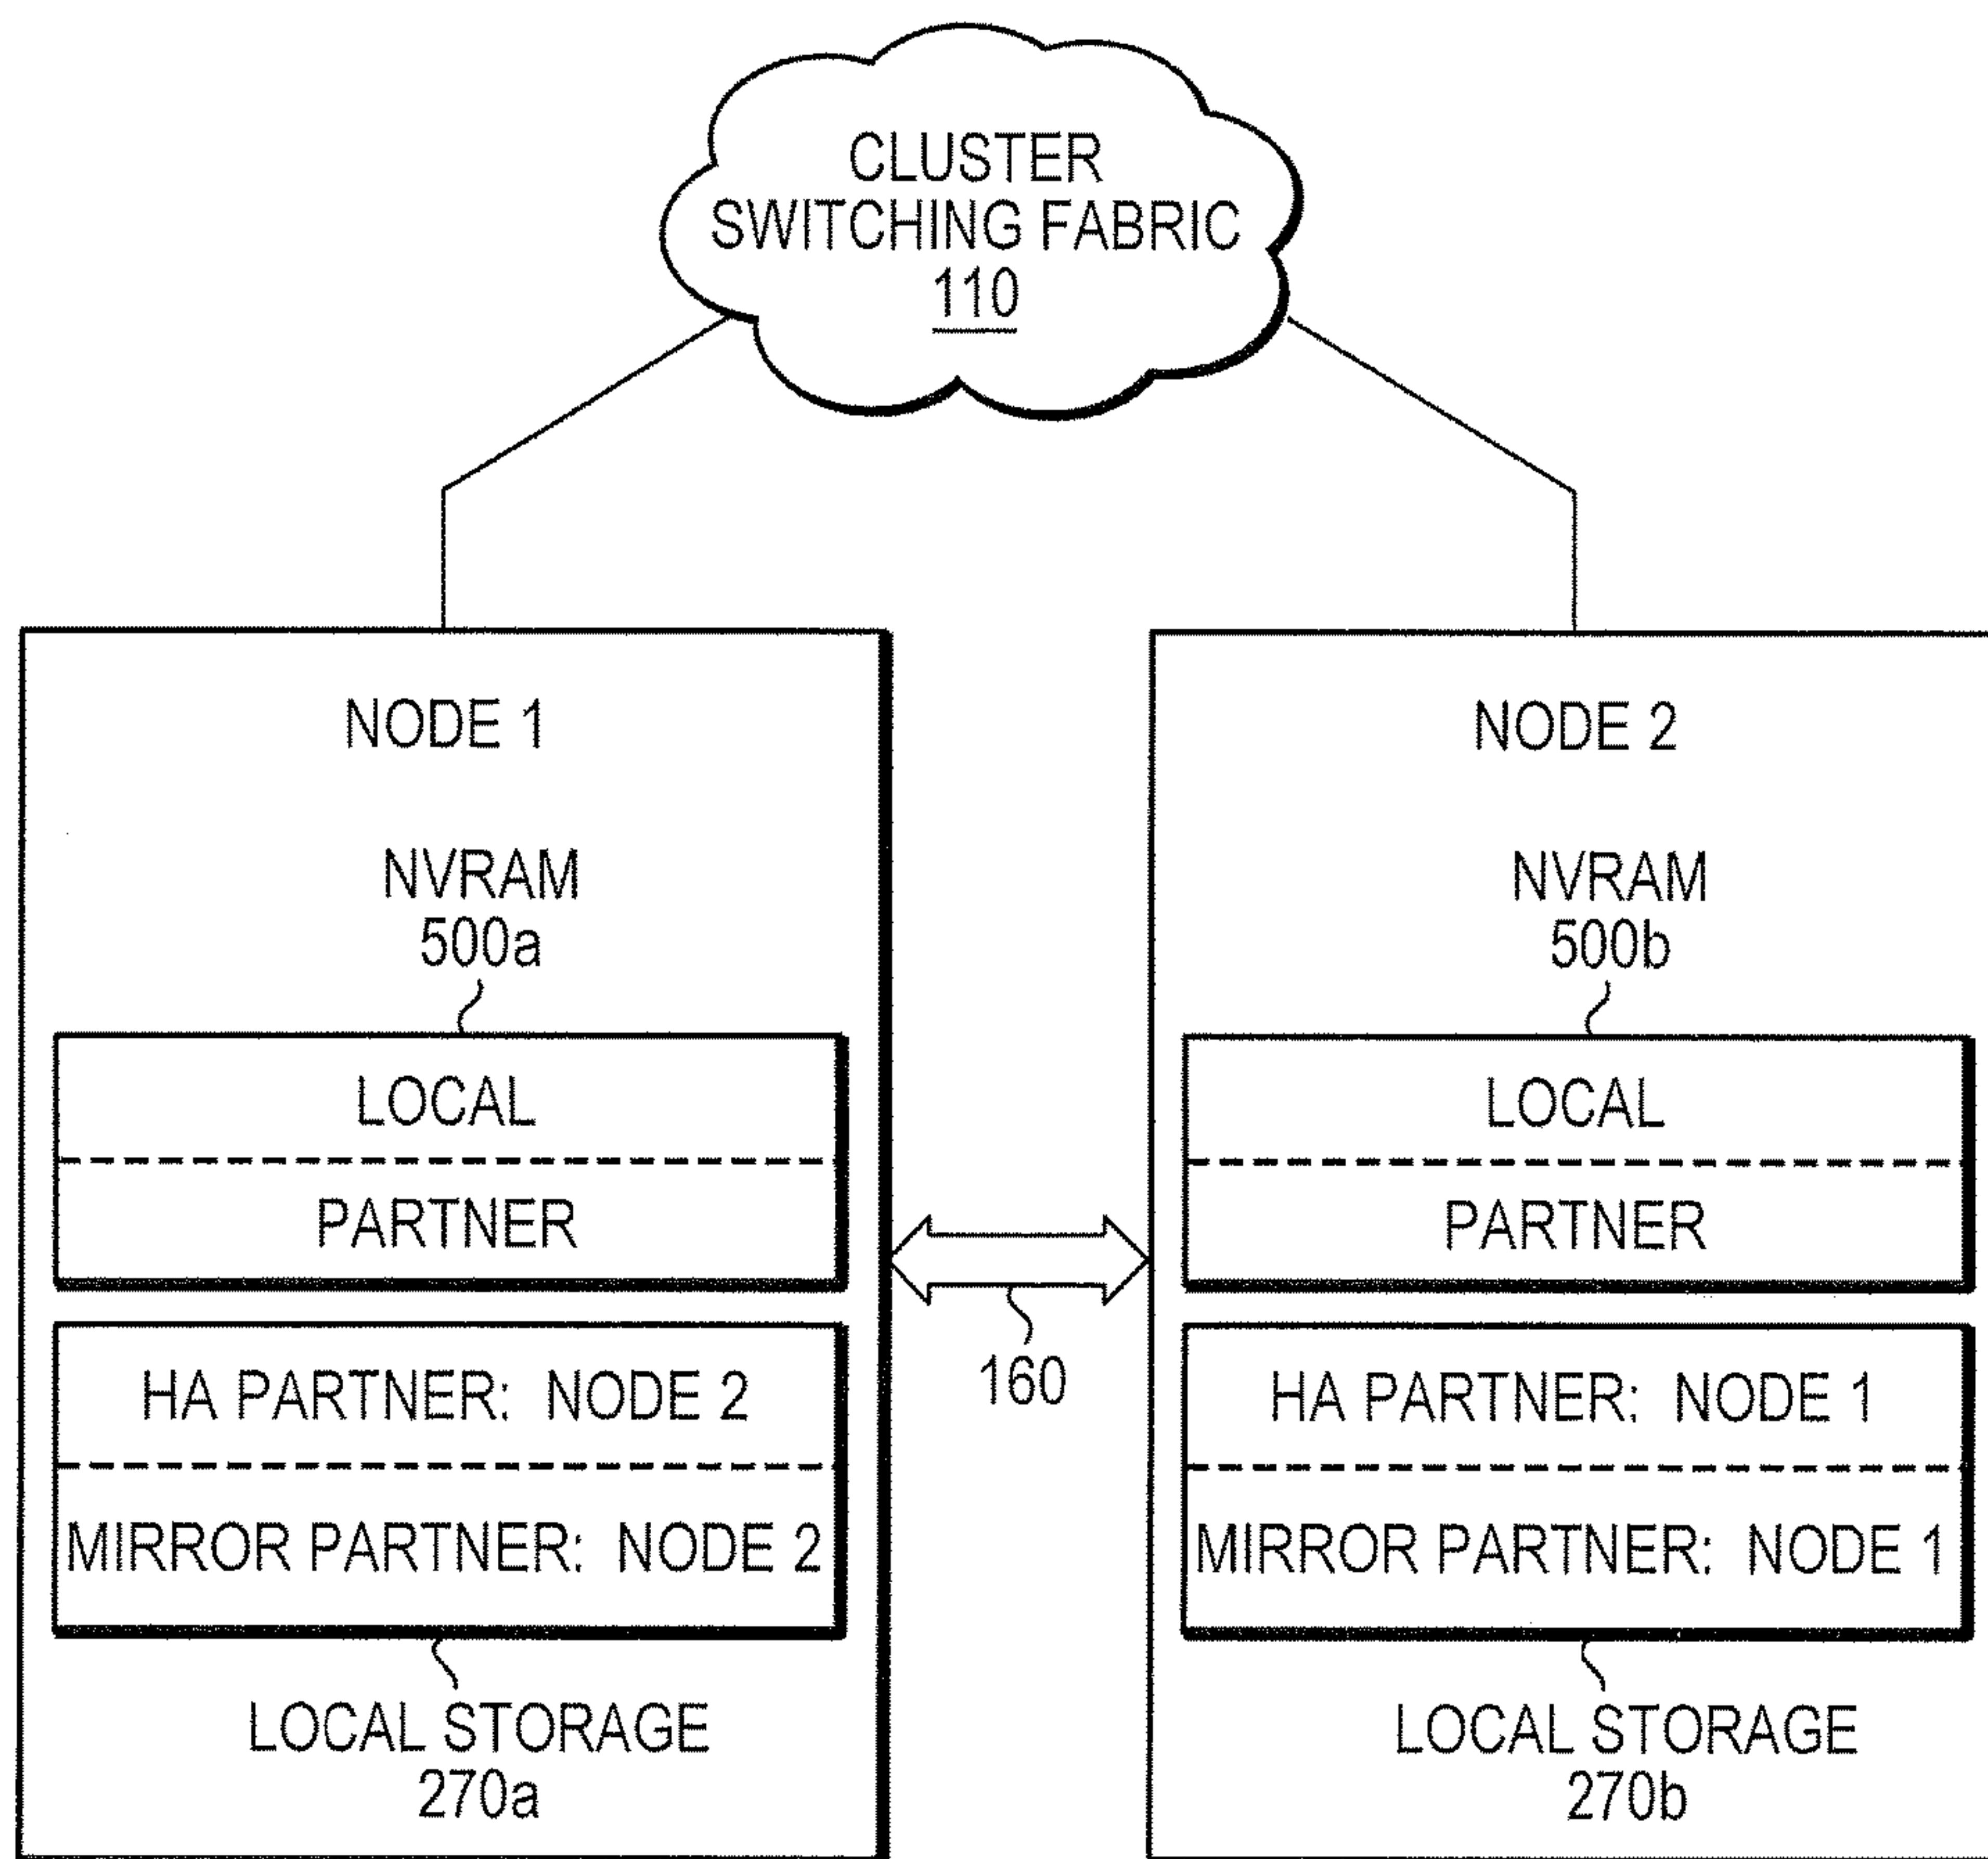 CLUSTER
SWITCHING FABRIC
110
NODE 1
NVRAM
500a
LOCAL
PARTNER
HA PARTNER: NODE 2
MIRROR PARTNER: NODE 2
LOCAL STORAGE
270a
160
NODE 2
NVRAM
500b
LOCAL
PARTNER
HA PARTNER: NODE 1
MIRROR PARTNER: NODE 1
LOCAL STORAGE
270b